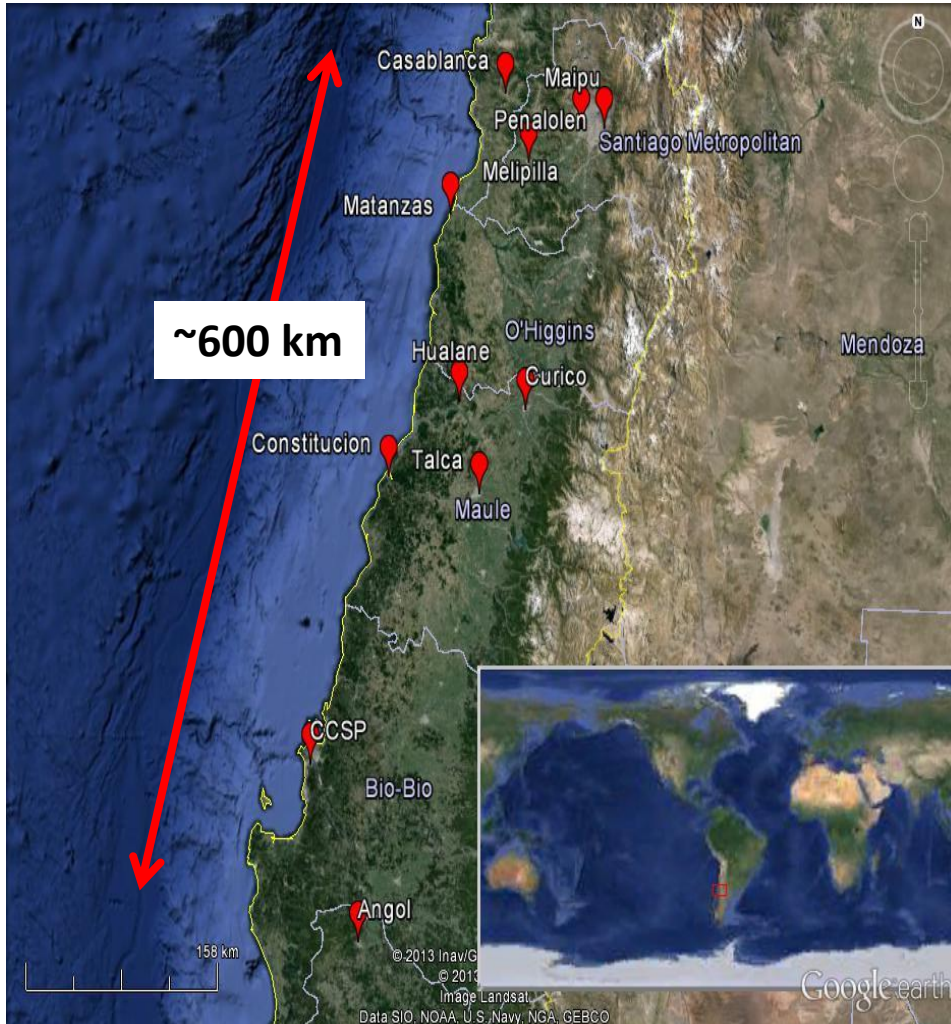 N
Casablanca
Maipu
Penalolen
Santiago Metropolitan
Melipilla
Matanzas
~600 km
O'Higgins
Mendoza
Hualane
Curico
Constitucion
Talca
Maule
CCSP
Bio-Bio
Angol
158 km
© 2013 Inav/G
© 2013
Image Landsat
Data SIO, NOAA, U.S. Navy, NGA, GEBCO
Google earth